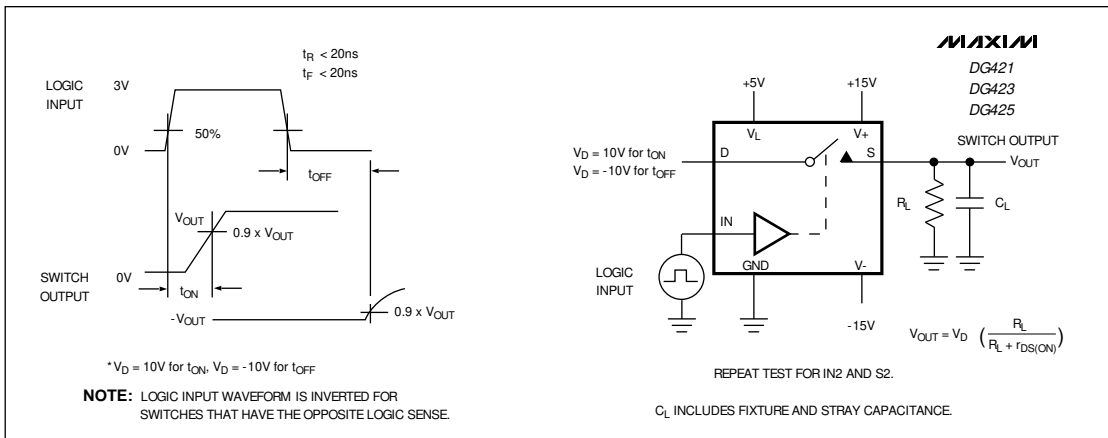 tR < 20ns
tF < 20ns
LOGIC
INPUT
3V
50%
0V
tOFF
VOUT
0.9 x VOUT
SWITCH
OUTPUT
0V
tON
-VOUT
0.9 x VOUT
*VD = 10V for tON, VD = -10V for tOFF
NOTE: LOGIC INPUT WAVEFORM IS INVERTED FOR
SWITCHES THAT HAVE THE OPPOSITE LOGIC SENSE.
MAXIM
DG421
DG423
DG425
+5V
+15V
VL
V+
SWITCH OUTPUT
VD = 10V for tON
VD = -10V for tOFF
D
S
VOUT
RL
CL
IN
LOGIC
INPUT
GND
V-
-15V
VOUT = VD ( RL / RL + rDS(ON) )
REPEAT TEST FOR IN2 AND S2.
CL INCLUDES FIXTURE AND STRAY CAPACITANCE.